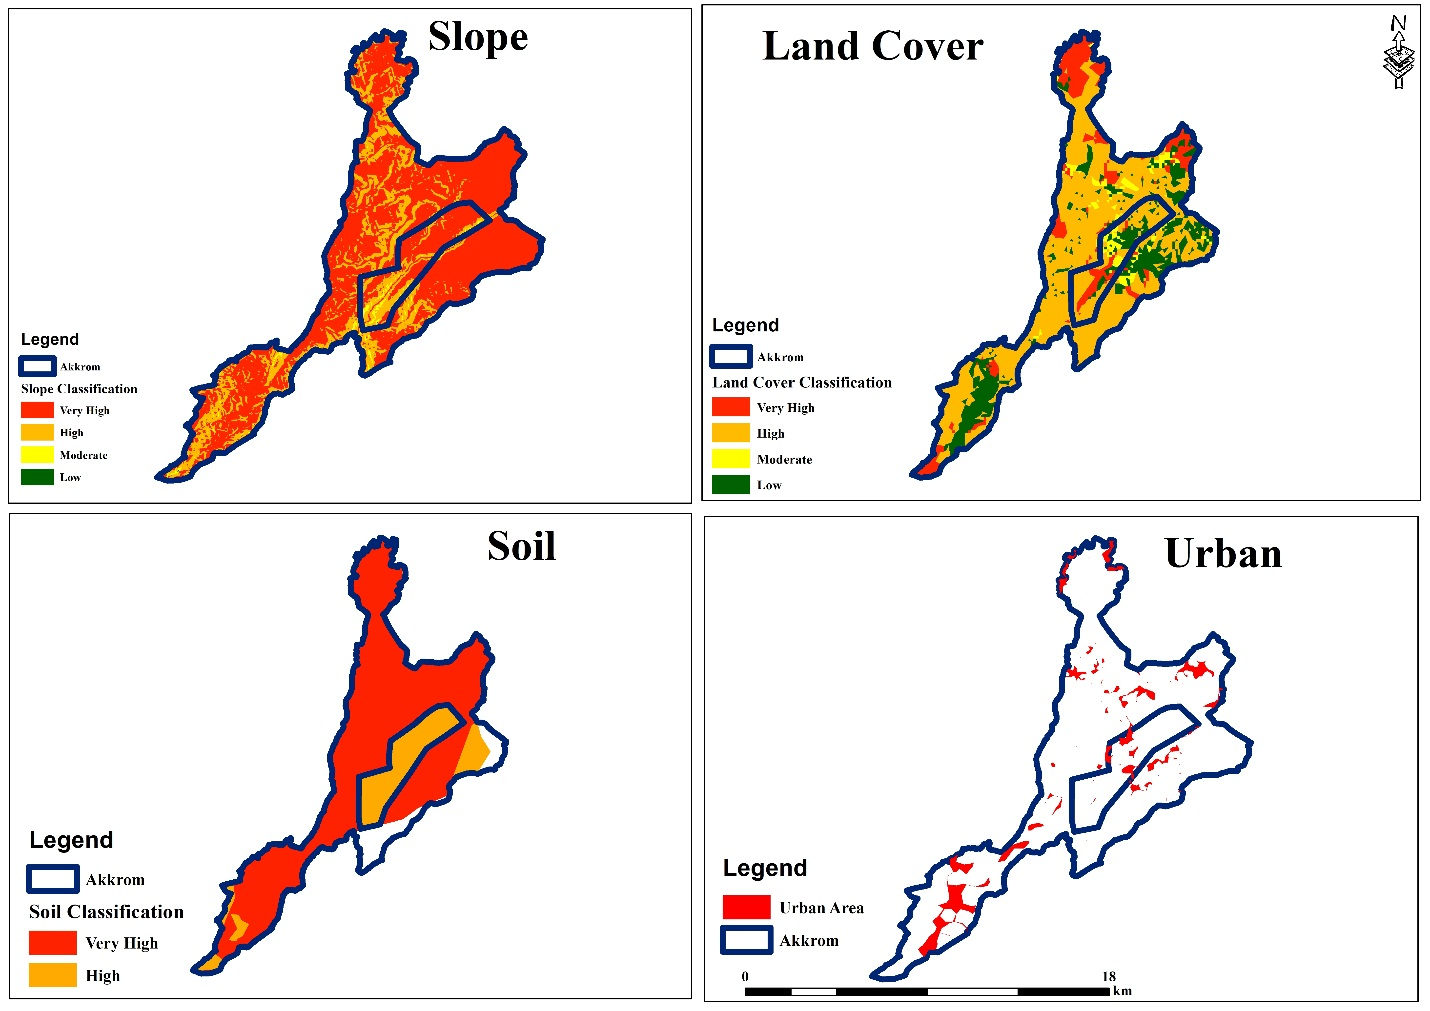 Slope
Legend
Akkrom
Slope Classification
Very High
High
Moderate
Low
Land Cover
N
Legend
Akkrom
Land Cover Classification
Very High
High
Moderate
Low
Soil
Legend
Akkrom
Soil Classification
Very High
High
Urban
Legend
Urban Area
Akkrom
0 18
km